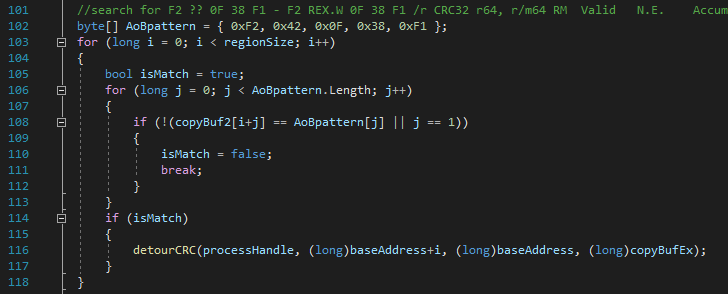 101 //search for F2 ?? 0F 38 F1 - F2 REX.W 0F 38 F1 /r CRC32 r64, r/m64 RM  Valid   N.E.    Accum
102 byte[] AoBpattern = { 0xF2, 0x42, 0x0F, 0x38, 0xF1 };
103 for (long i = 0; i < regionSize; i++)
104 {
105     bool isMatch = true;
106     for (long j = 0; j < AoBpattern.Length; j++)
107     {
108         if (!(copyBuf2[i+j] == AoBpattern[j] || j == 1))
109         {
110             isMatch = false;
111             break;
112         }
113     }
114     if (isMatch)
115     {
116         detourCRC(processHandle, (long)baseAddress+i, (long)baseAddress, (long)copyBufEx);
117     }
118 }